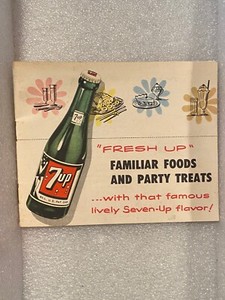 7up
7up
"FRESH UP"
FAMILIAR FOODS
AND PARTY TREATS
...with that famous
lively Seven-Up flavor!